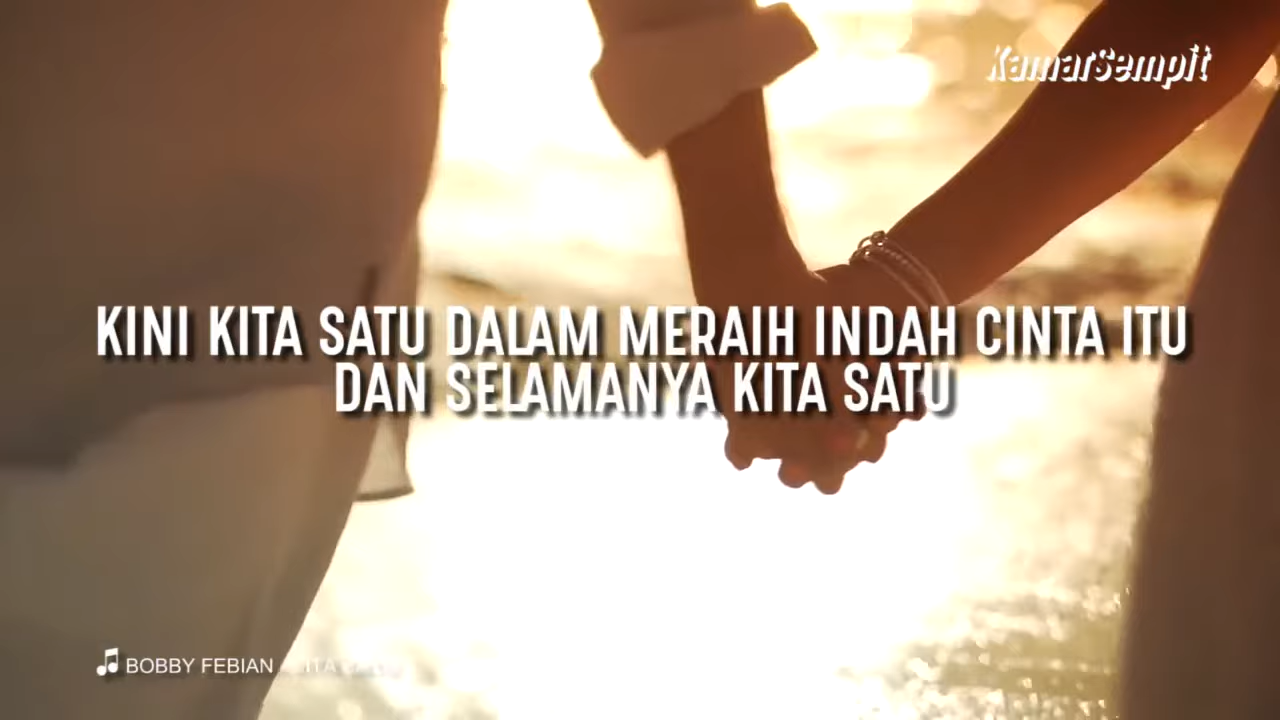 KamarSempit
KINI KITA SATU DALAM MERAIH INDAH CINTA ITU
DAN SELAMANYA KITA SATU
BOBBY FEBIAN